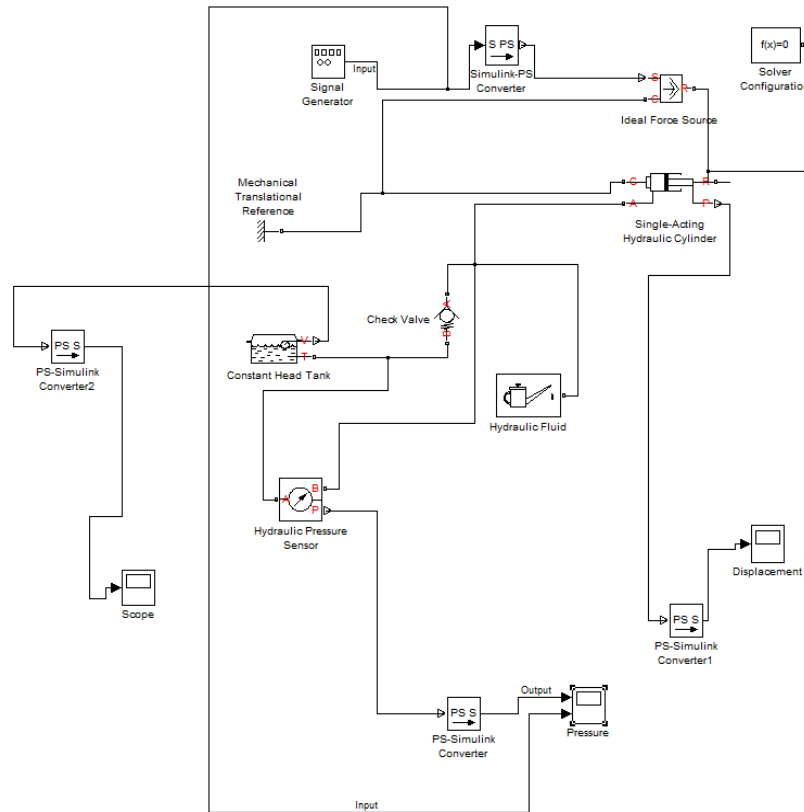 Input
Signal
Generator
S PS
Simulink-PS
Converter
S
C
R
Ideal Force Source
f(x)=0
Solver
Configuration
Mechanical
Translational
Reference
C
A
R
P
Single-Acting
Hydraulic Cylinder
Check Valve
A
B
V
T
Constant Head Tank
PS S
PS-Simulink
Converter2
Hydraulic Fluid
A
B
P
Hydraulic Pressure
Sensor
Scope
Displacement
PS S
PS-Simulink
Converter1
Output
PS S
PS-Simulink
Converter
Pressure
Input